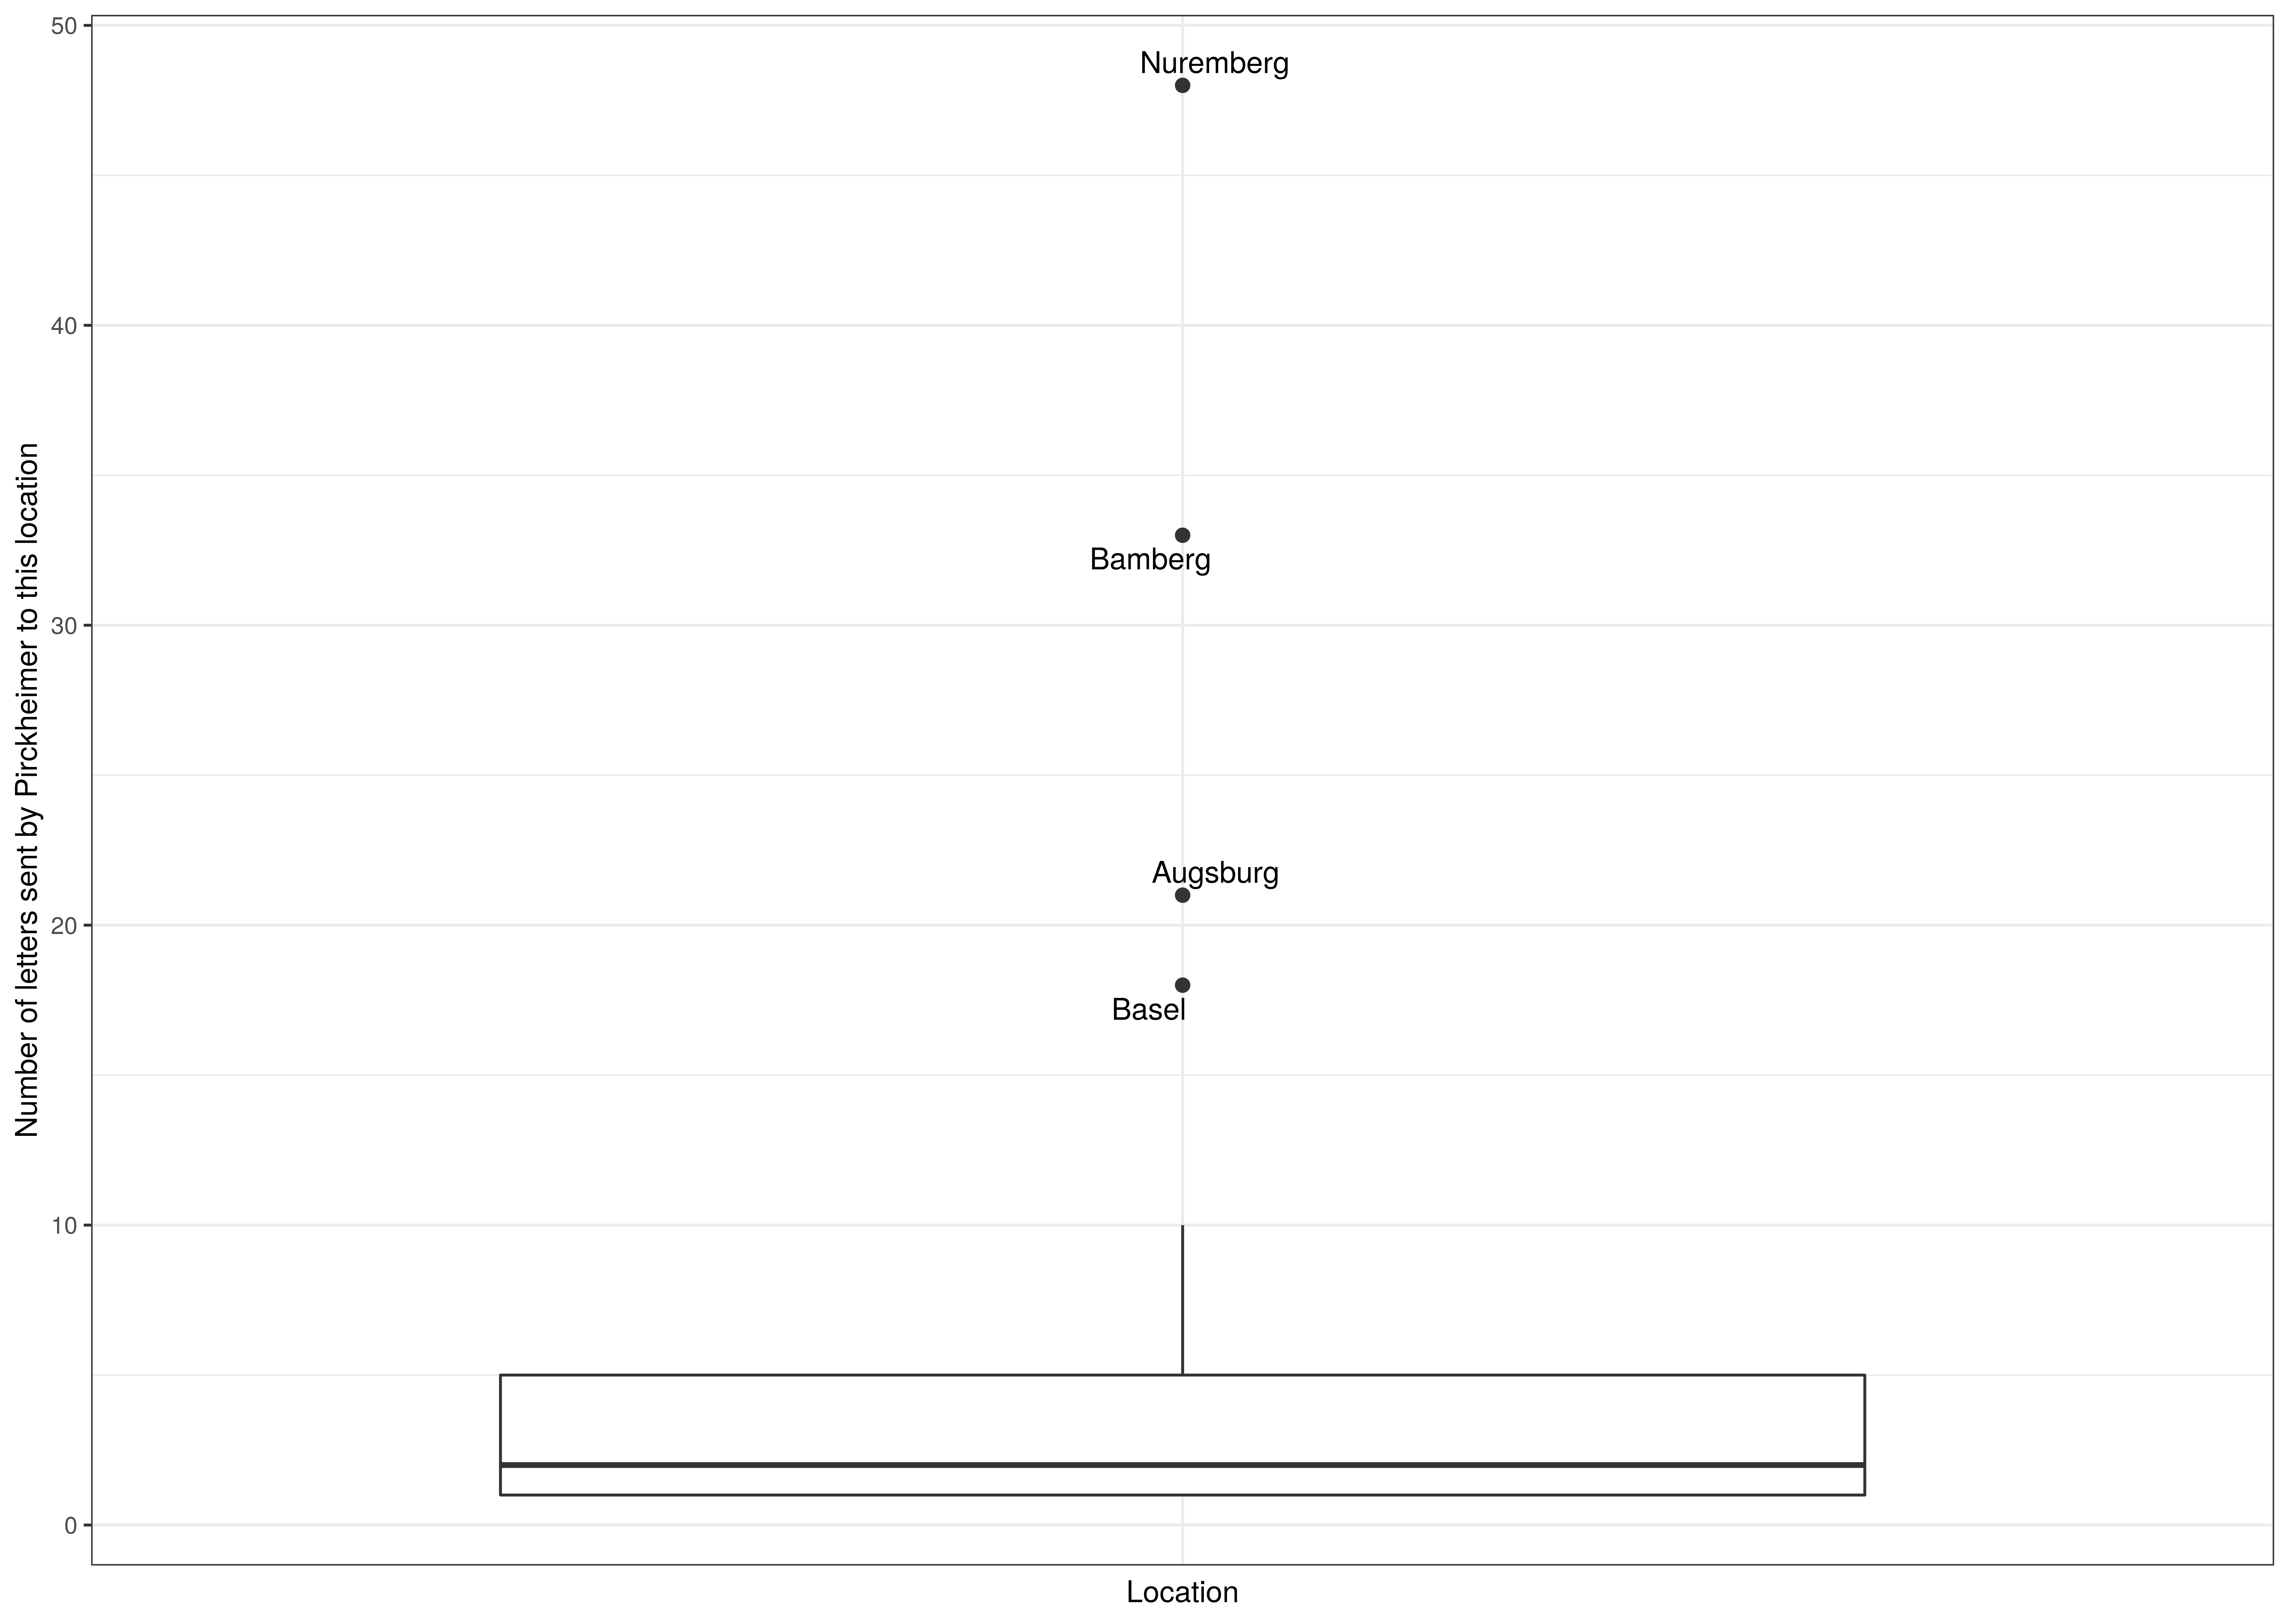 Number of letters sent by Pirckheimer to this location
50
40
30
20
10
0
Nuremberg
Bamberg
Augsburg
Basel
Location